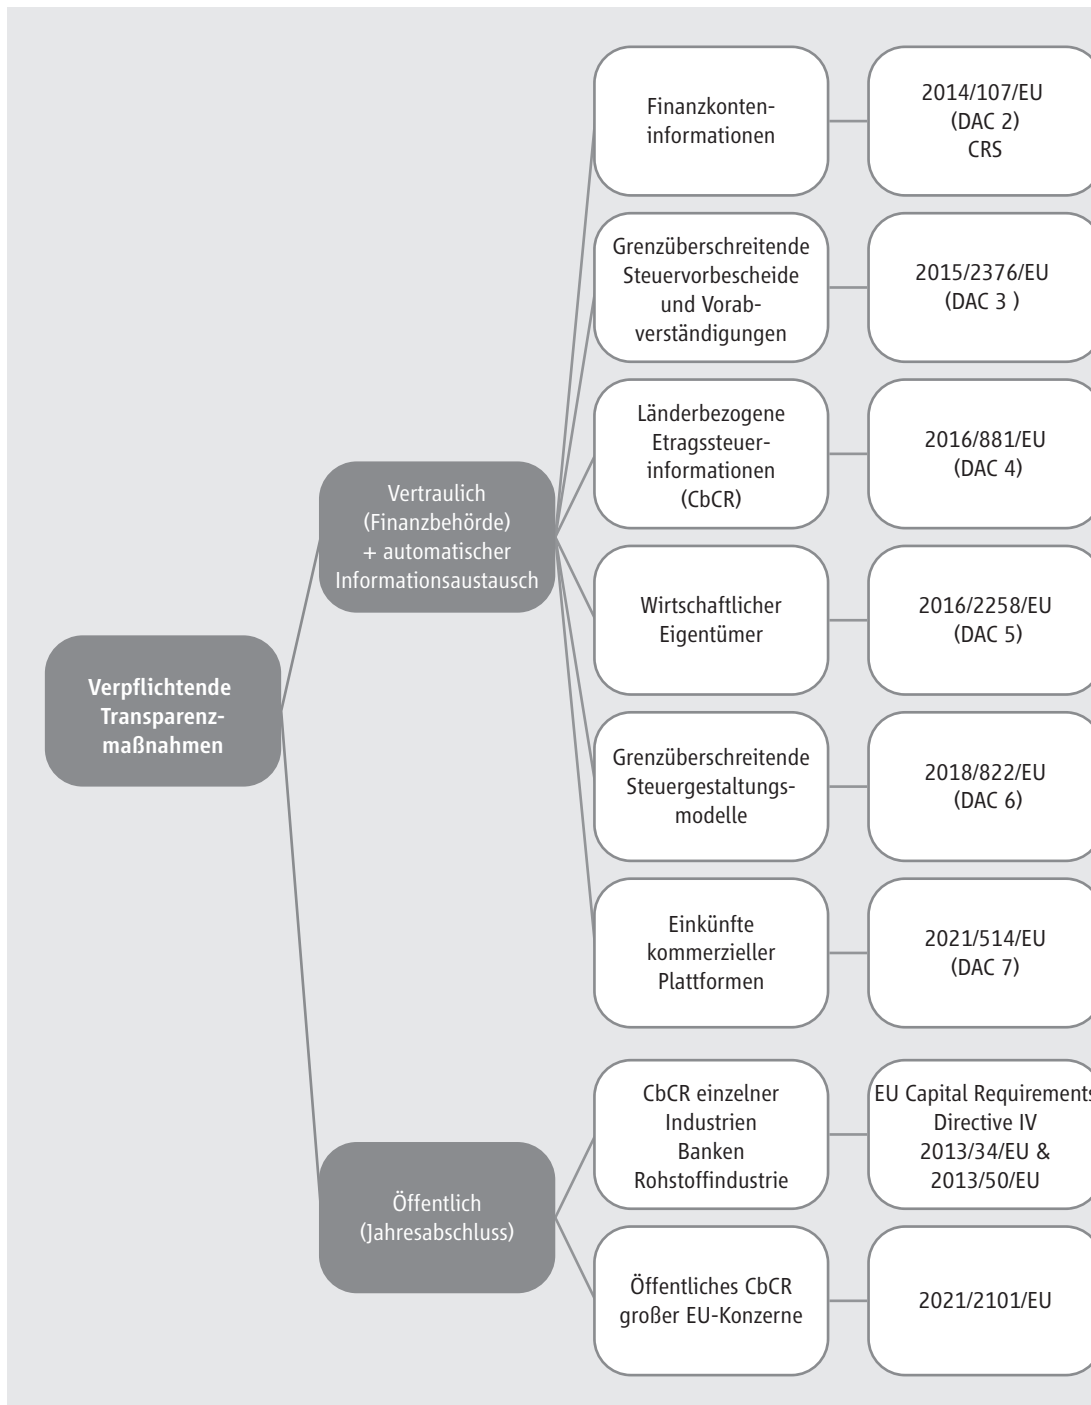 Verpflichtende
Transparenz-
maßnahmen
Vertraulich
(Finanzbehörde)
+ automatischer
Informationsaustausch
Finanzkonten-
informationen
2014/107/EU
(DAC 2)
CRS
Grenzüberschreitende
Steuervorbescheide
und Vorab-
verständigungen
2015/2376/EU
(DAC 3 )
Länderbezogene
Etragssteuer-
informationen
(CbCR)
2016/881/EU
(DAC 4)
Wirtschaftlicher
Eigentümer
2016/2258/EU
(DAC 5)
Grenzüberschreitende
Steuergestaltungs-
modelle
2018/822/EU
(DAC 6)
Einkünfte
kommerzieller
Plattformen
2021/514/EU
(DAC 7)
Öffentlich
(Jahresabschluss)
CbCR einzelner
Industrien
Banken
Rohstoffindustrie
EU Capital Requirements
Directive IV
2013/34/EU &
2013/50/EU
Öffentliches CbCR
großer EU-Konzerne
2021/2101/EU